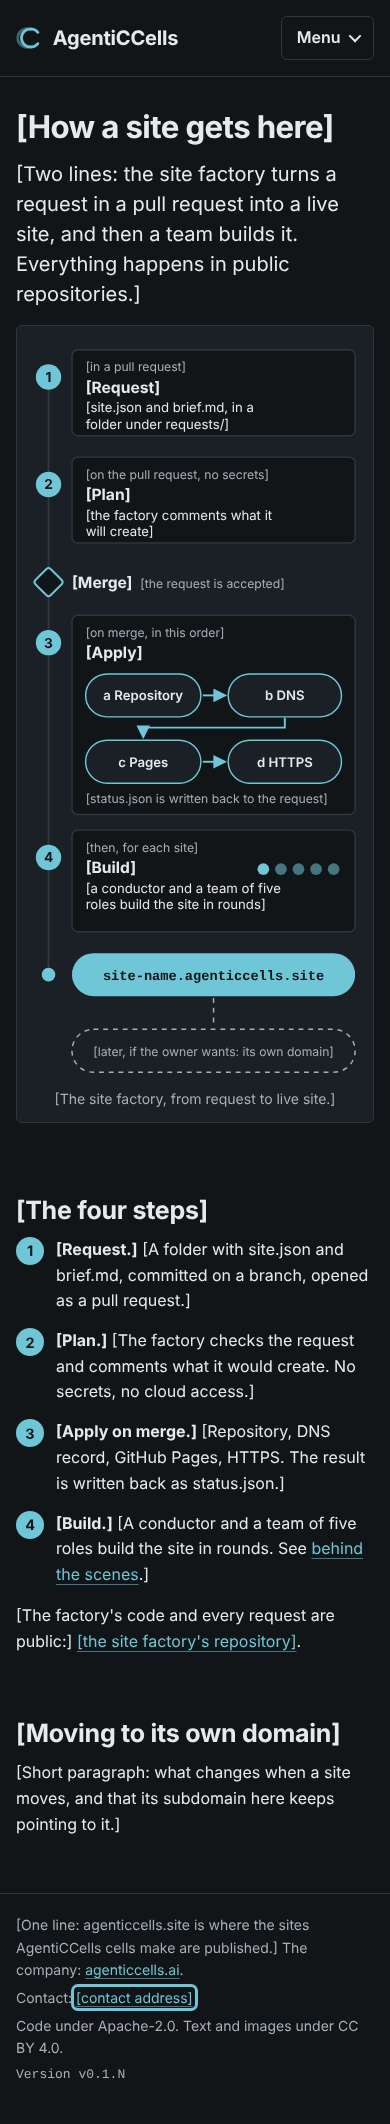 AgentiCCells
Menu
[How a site gets here]
[Two lines: the site factory turns a
request in a pull request into a live
site, and then a team builds it.
Everything happens in public
repositories.]
1
[in a pull request]
[Request]
[site.json and brief.md, in a
folder under requests/]
2
[on the pull request, no secrets]
[Plan]
[the factory comments what it
will create]
[Merge] [the request is accepted]
3
[on merge, in this order]
[Apply]
a Repository
b DNS
c Pages
d HTTPS
[status.json is written back to the request]
4
[then, for each site]
[Build]
[a conductor and a team of five
roles build the site in rounds]
site-name.agenticcells.site
[later, if the owner wants: its own domain]
[The site factory, from request to live site.]
[The four steps]
1 [Request.] [A folder with site.json and
brief.md, committed on a branch, opened
as a pull request.]
2 [Plan.] [The factory checks the request
and comments what it would create. No
secrets, no cloud access.]
3 [Apply on merge.] [Repository, DNS
record, GitHub Pages, HTTPS. The result
is written back as status.json.]
4 [Build.] [A conductor and a team of five
roles build the site in rounds. See behind
the scenes.]
[The factory's code and every request are
public:] [the site factory's repository].
[Moving to its own domain]
[Short paragraph: what changes when a site
moves, and that its subdomain here keeps
pointing to it.]
[One line: agenticcells.site is where the sites
AgentiCCells cells make are published.] The
company: agenticcells.ai.
Contact: [contact address]
Code under Apache-2.0. Text and images under CC
BY 4.0.
Version v0.1.N